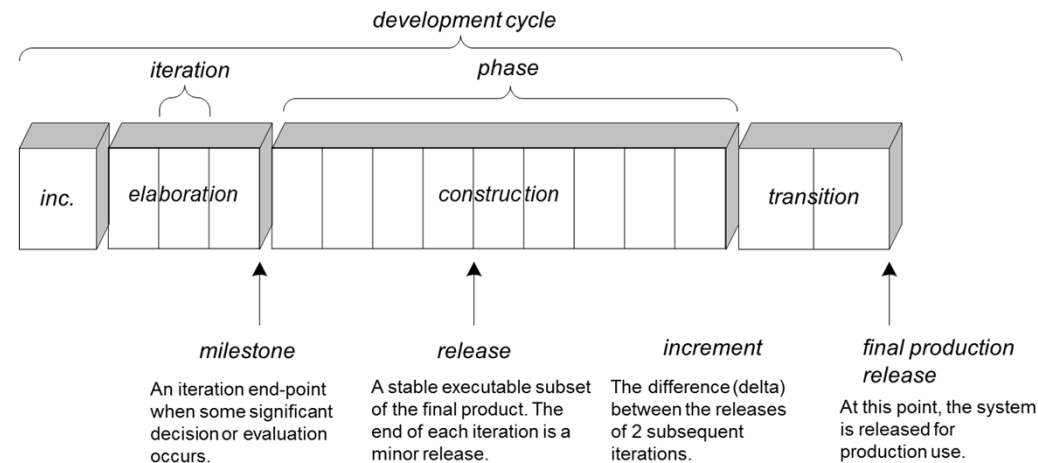 development cycle
iteration
phase
inc.
elaboration
construction
transition
milestone
An iteration end-point
when some significant
decision or evaluation
occurs.
release
A stable executable subset
of the final product. The
end of each iteration is a
minor release.
increment
The difference (delta)
between the releases
of 2 subsequent
iterations.
final production
release
At this point, the system
is released for
production use.